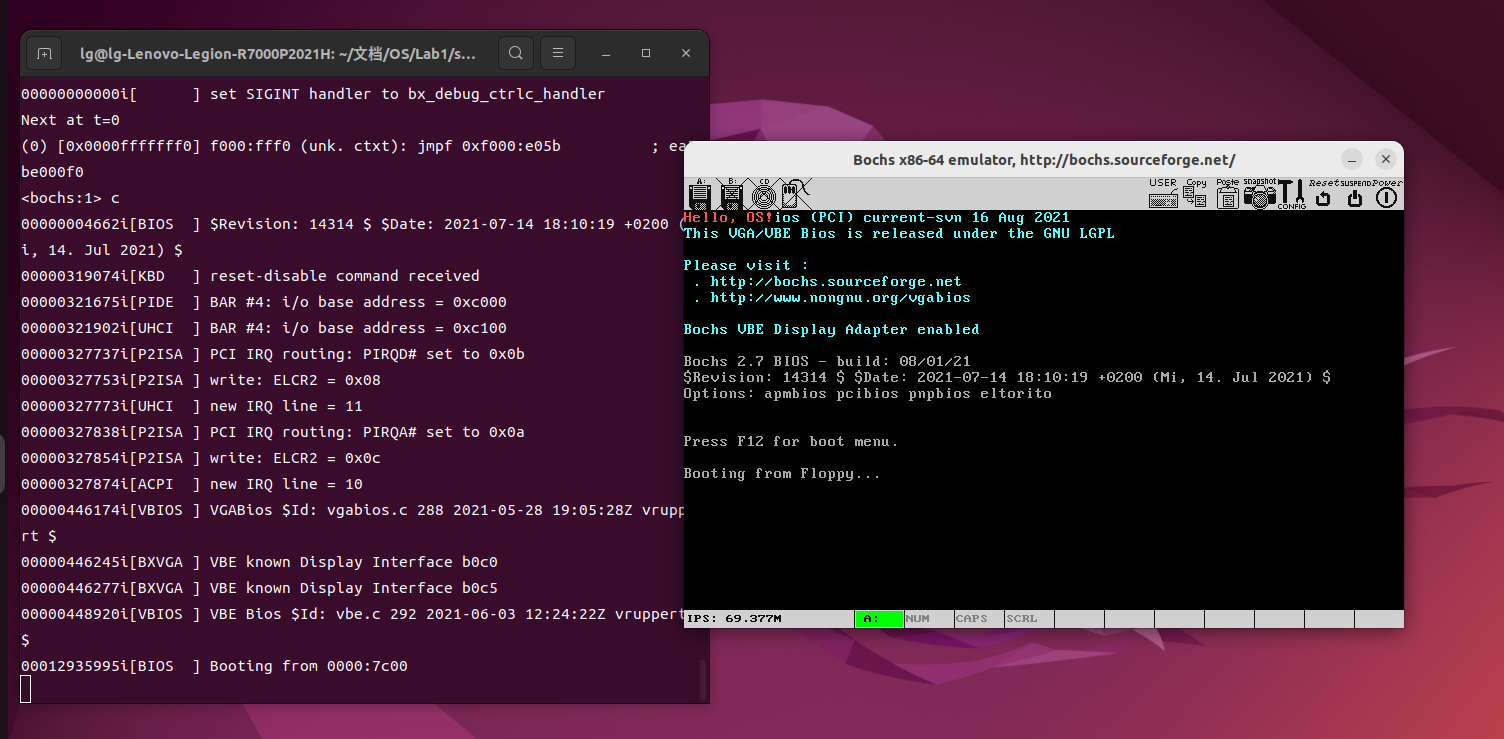 lg@lg-Lenovo-Legion-R7000P2021H: ~/文档/OS/Lab1/s...
00000000000i[      ] set SIGINT handler to bx_debug_ctrlc_handler
Next at t=0
(0) [0x0000fffffff0] f000:fff0 (unk. ctxt): jmpf 0xf000:e05b          ; ea
be000f0
<bochs:1> c
00000004662i[BIOS  ] $Revision: 14314 $ $Date: 2021-07-14 18:10:19 +0200 (
i, 14. Jul 2021) $
00000319074i[KBD   ] reset-disable command received
00000321675i[PIDE  ] BAR #4: i/o base address = 0xc000
00000321902i[UHCI  ] BAR #4: i/o base address = 0xc100
00000327737i[P2ISA ] PCI IRQ routing: PIRQD# set to 0x0b
00000327753i[P2ISA ] write: ELCR2 = 0x08
00000327773i[UHCI  ] new IRQ line = 11
00000327838i[P2ISA ] PCI IRQ routing: PIRQA# set to 0x0a
00000327854i[P2ISA ] write: ELCR2 = 0x0c
00000327874i[ACPI  ] new IRQ line = 10
00000446174i[VBIOS ] VGABios $Id: vgabios.c 288 2021-05-28 19:05:28Z vrupp
rt $
00000446245i[BXVGA ] VBE known Display Interface b0c0
00000446277i[BXVGA ] VBE known Display Interface b0c5
00000448920i[VBIOS ] VBE Bios $Id: vbe.c 292 2021-06-03 12:24:22Z vruppert
$
00012935995i[BIOS  ] Booting from 0000:7c00
Bochs x86-64 emulator, http://bochs.sourceforge.net/
A: B: CD USER Copy Paste snapshot CONFIG Reset SUSPEND Power
Hello, OS!ios (PCI) current-svn 16 Aug 2021
This VGA/VBE Bios is released under the GNU LGPL
Please visit :
. http://bochs.sourceforge.net
. http://www.nongnu.org/vgabios
Bochs VBE Display Adapter enabled
Bochs 2.7 BIOS - build: 08/01/21
$Revision: 14314 $ $Date: 2021-07-14 18:10:19 +0200 (Mi, 14. Jul 2021) $
Options: apmbios pcibios pnpbios eltorito
Press F12 for boot menu.
Booting from Floppy...
IPS: 69.377M A: NUM CAPS SCRL